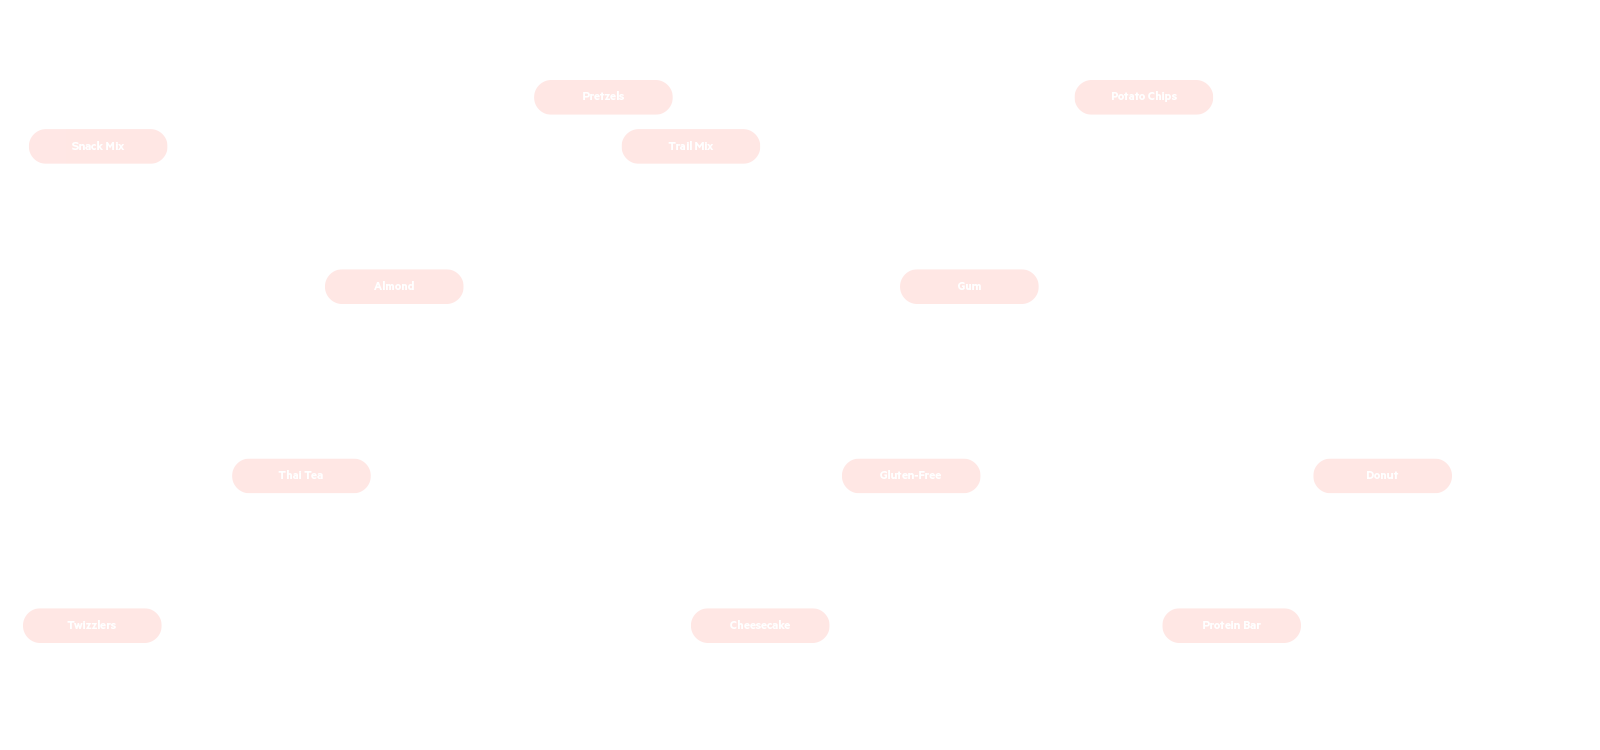 Pretzels
Potato Chips
Snack Mix
Trail Mix
Almond
Gum
Thai Tea
Gluten-Free
Donut
Twizzlers
Cheesecake
Protein Bar